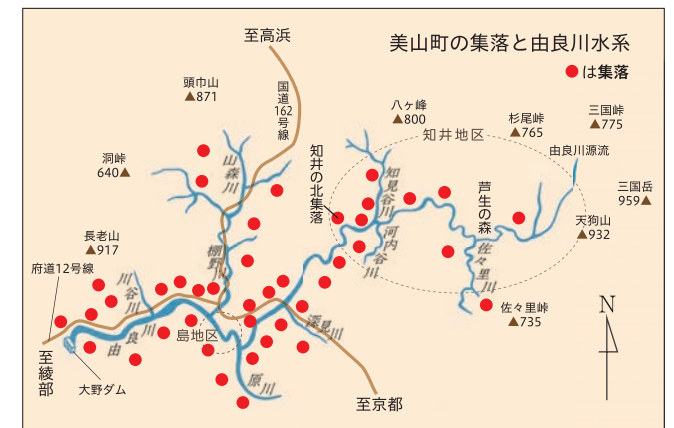 美山町の集落と由良川水系
●は集落
至高浜
国道162号線
頭巾山
▲871
八ヶ峰
▲800
杉尾峠
▲765
三国峠
▲775
知井地区
由良川源流
洞峠
640▲
山森川
知井の北集落
知見谷川
芦生の森
三国岳
959▲
天狗山
▲932
長老山
▲917
棚野川
河内谷川
佐々里川
府道12号線
川谷川
佐々里峠
▲735
島地区
深見川
由良川
N
至綾部
大野ダム
原川
至京都